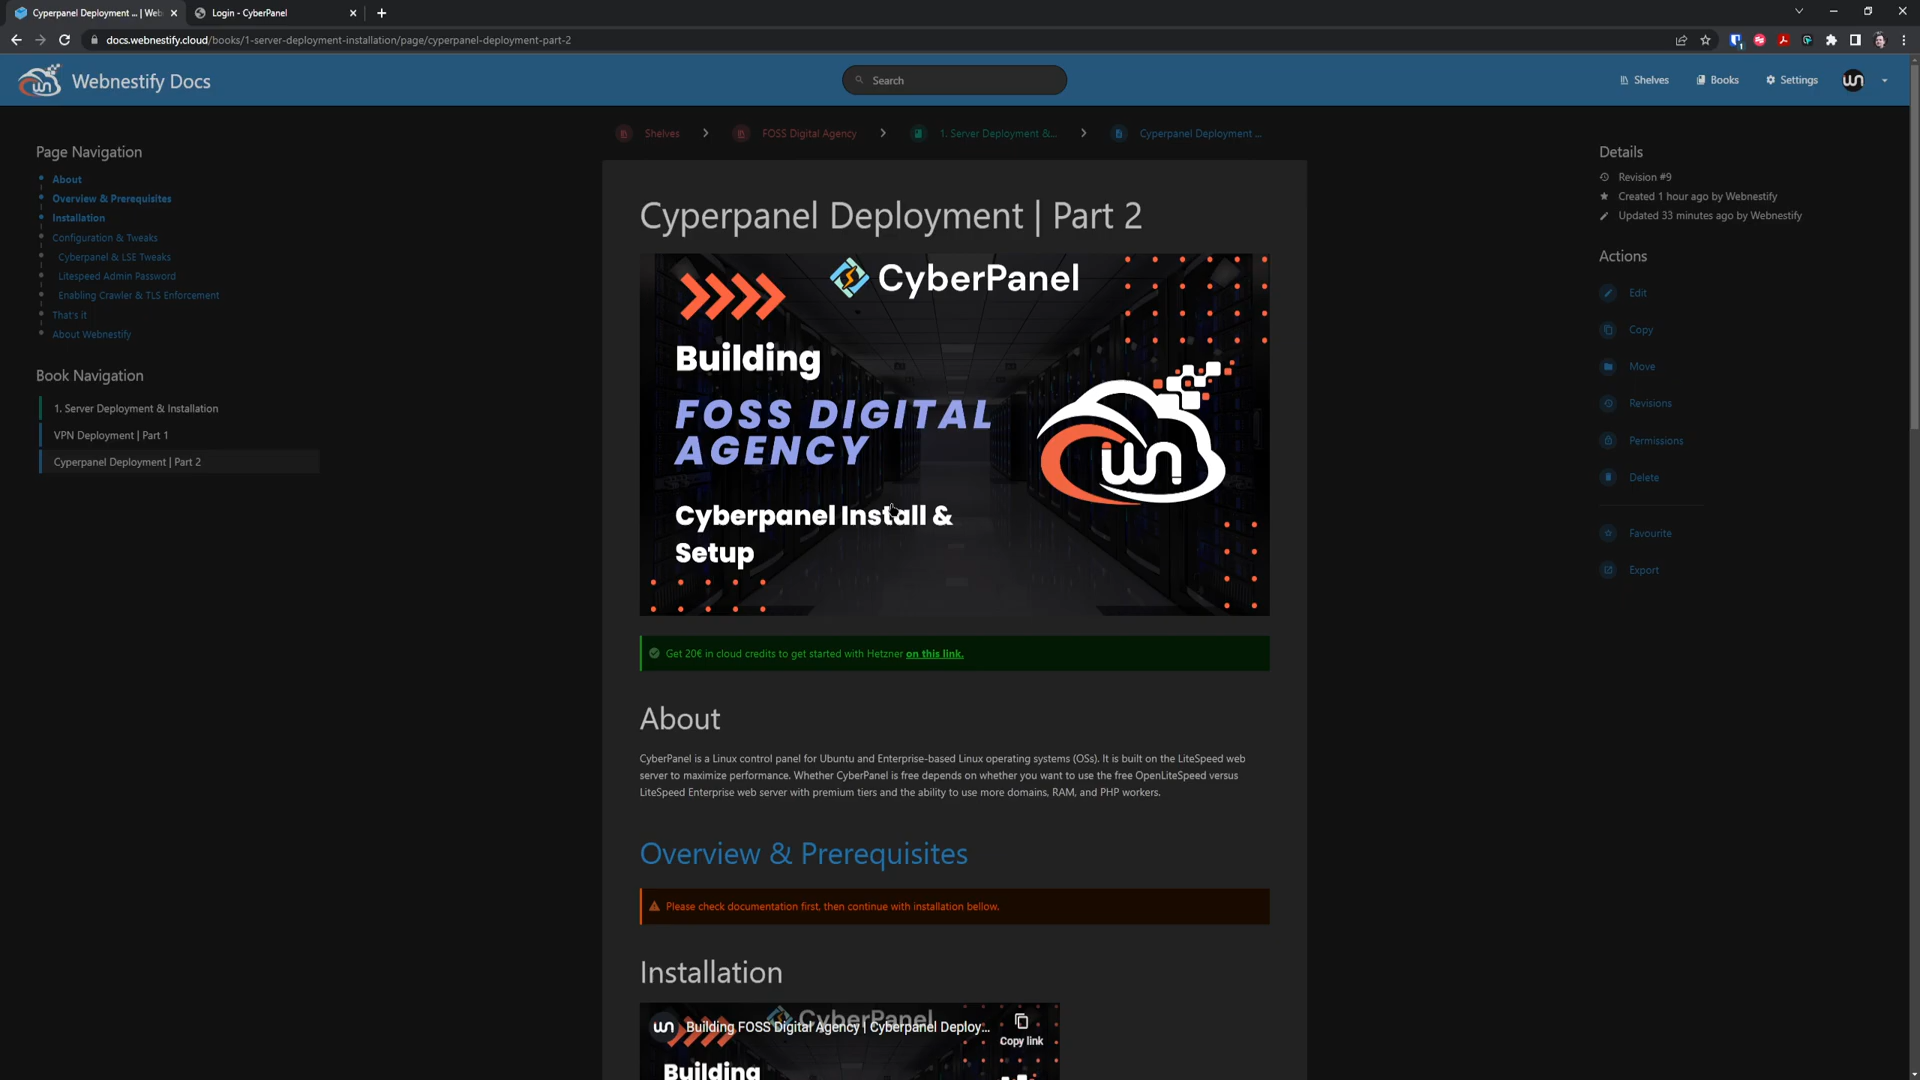 Cyperpanel Deployment ... | Web
Login - CyberPanel
docs.webnestify.cloud/books/1-server-deployment-installation/page/cyperpanel-deployment-part-2
Webnestify Docs
Search
Shelves
Books
Settings
Shelves
FOSS Digital Agency
1. Server Deployment &...
Cyperpanel Deployment ...
Page Navigation
About
Overview & Prerequisites
Installation
Configuration & Tweaks
Cyberpanel & LSE Tweaks
Litespeed Admin Password
Enabling Crawler & TLS Enforcement
That's it
About Webnestify
Book Navigation
1. Server Deployment & Installation
VPN Deployment | Part 1
Cyperpanel Deployment | Part 2
Cyperpanel Deployment | Part 2
CyberPanel
Building
FOSS DIGITAL
AGENCY
Cyberpanel Install &
Setup
wn
Get 20€ in cloud credits to get started with Hetzner on this link.
About
CyberPanel is a Linux control panel for Ubuntu and Enterprise-based Linux operating systems (OSs). It is built on the LiteSpeed web
server to maximize performance. Whether CyberPanel is free depends on whether you want to use the free OpenLiteSpeed versus
LiteSpeed Enterprise web server with premium tiers and the ability to use more domains, RAM, and PHP workers.
Overview & Prerequisites
Please check documentation first, then continue with installation bellow.
Installation
CyberPanel
wn Building FOSS Digital Agency | Cyberpanel Deploy...
Copy link
Building
Details
Revision #9
Created 1 hour ago by Webnestify
Updated 33 minutes ago by Webnestify
Actions
Edit
Copy
Move
Revisions
Permissions
Delete
Favourite
Export